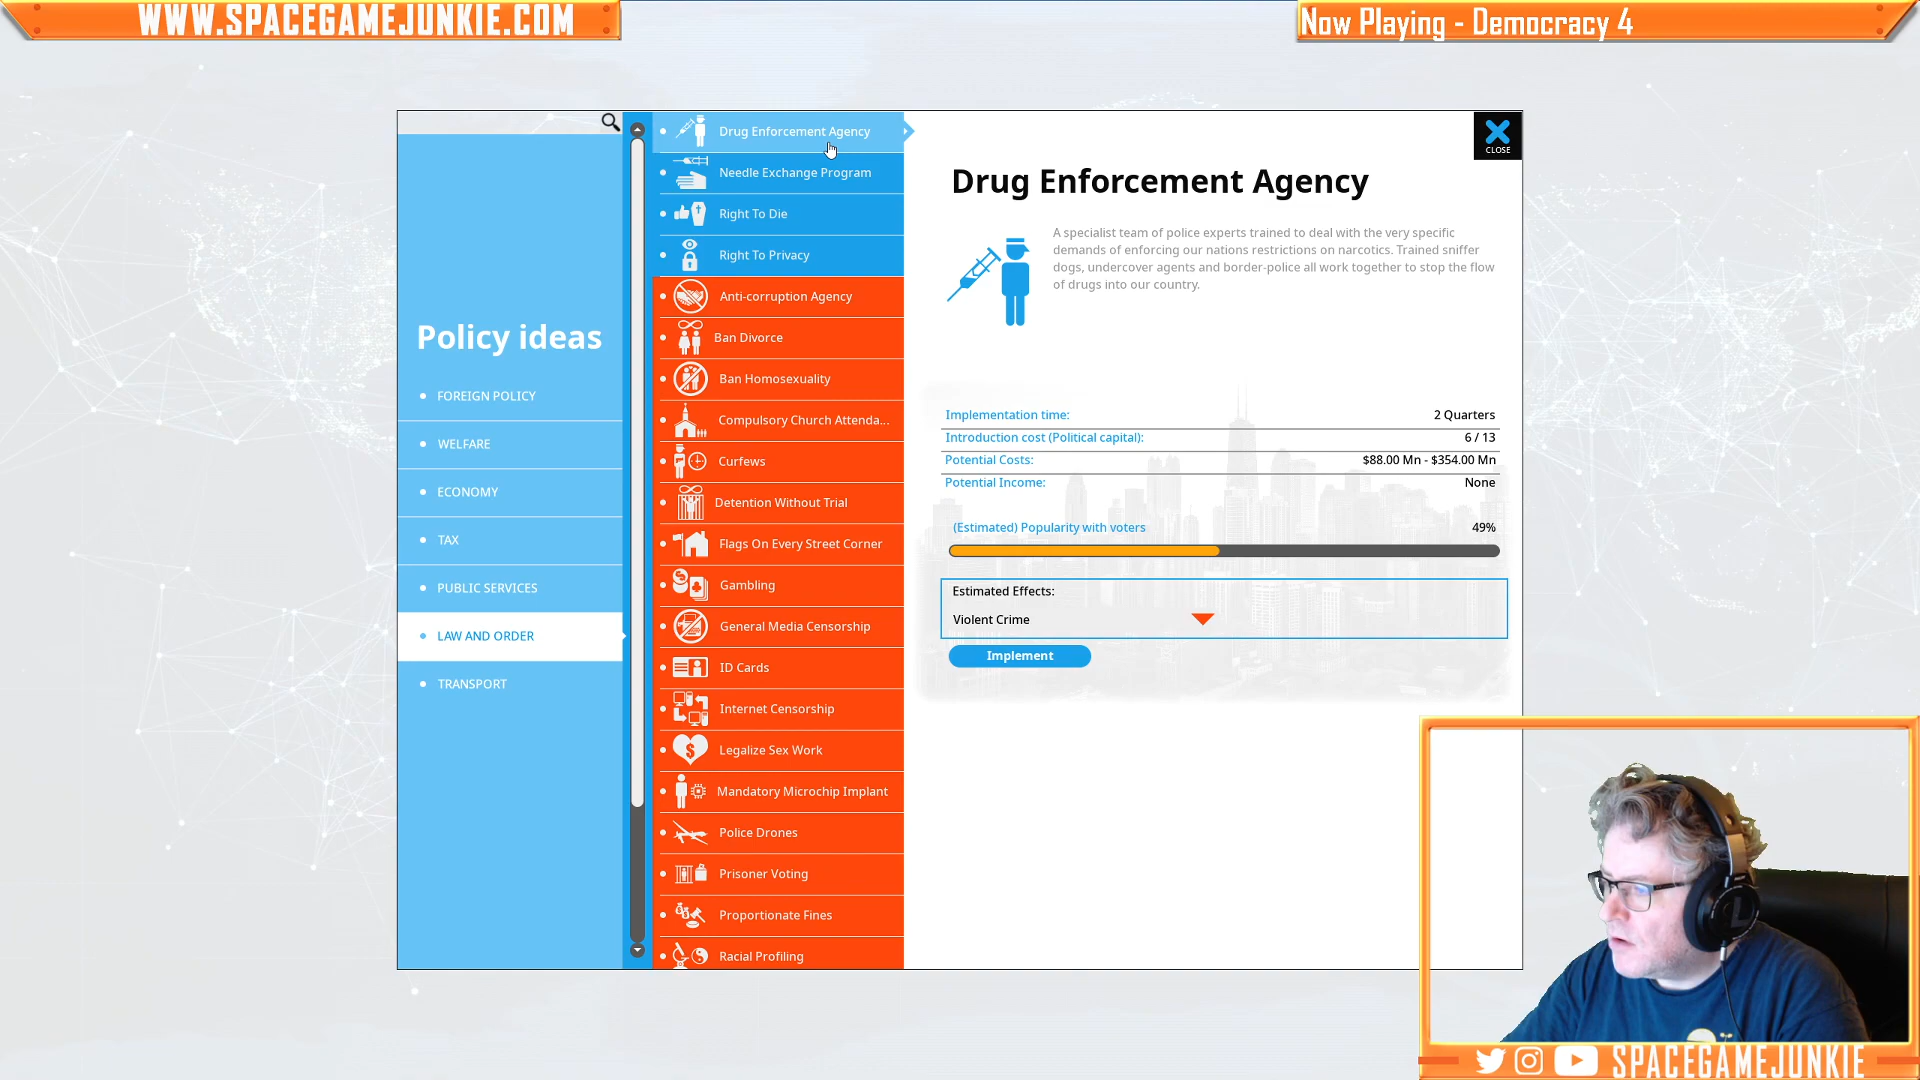 WWW.SPACEGAMEJUNKIE.COM
Now Playing - Democracy 4
Policy ideas
FOREIGN POLICY
WELFARE
ECONOMY
TAX
PUBLIC SERVICES
LAW AND ORDER
TRANSPORT
Drug Enforcement Agency
Needle Exchange Program
Right To Die
Right To Privacy
Anti-corruption Agency
Ban Divorce
Ban Homosexuality
Compulsory Church Attenda...
Curfews
Detention Without Trial
Flags On Every Street Corner
Gambling
General Media Censorship
ID Cards
Internet Censorship
Legalize Sex Work
Mandatory Microchip Implant
Police Drones
Prisoner Voting
Proportionate Fines
Racial Profiling
CLOSE
Drug Enforcement Agency
A specialist team of police experts trained to deal with the very specific
demands of enforcing our nations restrictions on narcotics. Trained sniffer
dogs, undercover agents and border-police all work together to stop the flow
of drugs into our country.
Implementation time: 2 Quarters
Introduction cost (Political capital): 6 / 13
Potential Costs: $88.00 Mn - $354.00 Mn
Potential Income: None
(Estimated) Popularity with voters 49%
Estimated Effects:
Violent Crime
Implement
SPACEGAMEJUNKIE